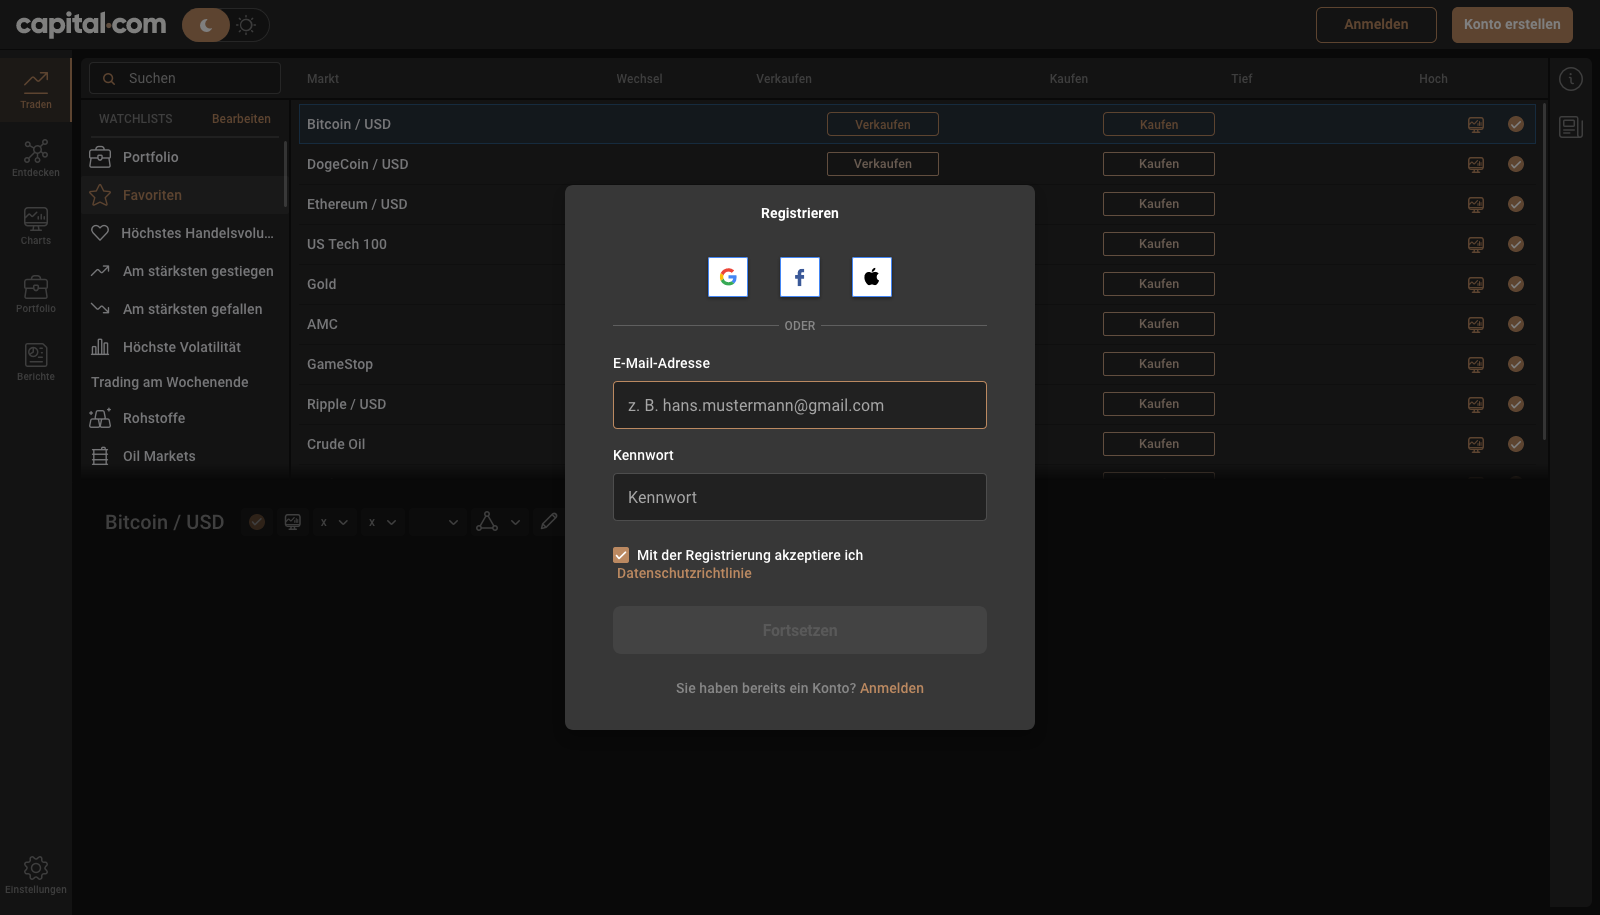 capital.com
Anmelden
Konto erstellen
Traden
Entdecken
Charts
Portfolio
Berichte
Einstellungen
Suchen
WATCHLISTS Bearbeiten
Portfolio
Favoriten
Höchstes Handelsvolu...
Am stärksten gestiegen
Am stärksten gefallen
Höchste Volatilität
Trading am Wochenende
Rohstoffe
Oil Markets
Markt Wechsel Verkaufen Kaufen Tief Hoch
Bitcoin / USD Verkaufen Kaufen
DogeCoin / USD Verkaufen Kaufen
Ethereum / USD Kaufen
US Tech 100 Kaufen
Gold Kaufen
AMC Kaufen
GameStop Kaufen
Ripple / USD Kaufen
Crude Oil Kaufen
Bitcoin / USD x x
Registrieren
ODER
E-Mail-Adresse
z. B. hans.mustermann@gmail.com
Kennwort
Kennwort
Mit der Registrierung akzeptiere ich
Datenschutzrichtlinie
Fortsetzen
Sie haben bereits ein Konto? Anmelden